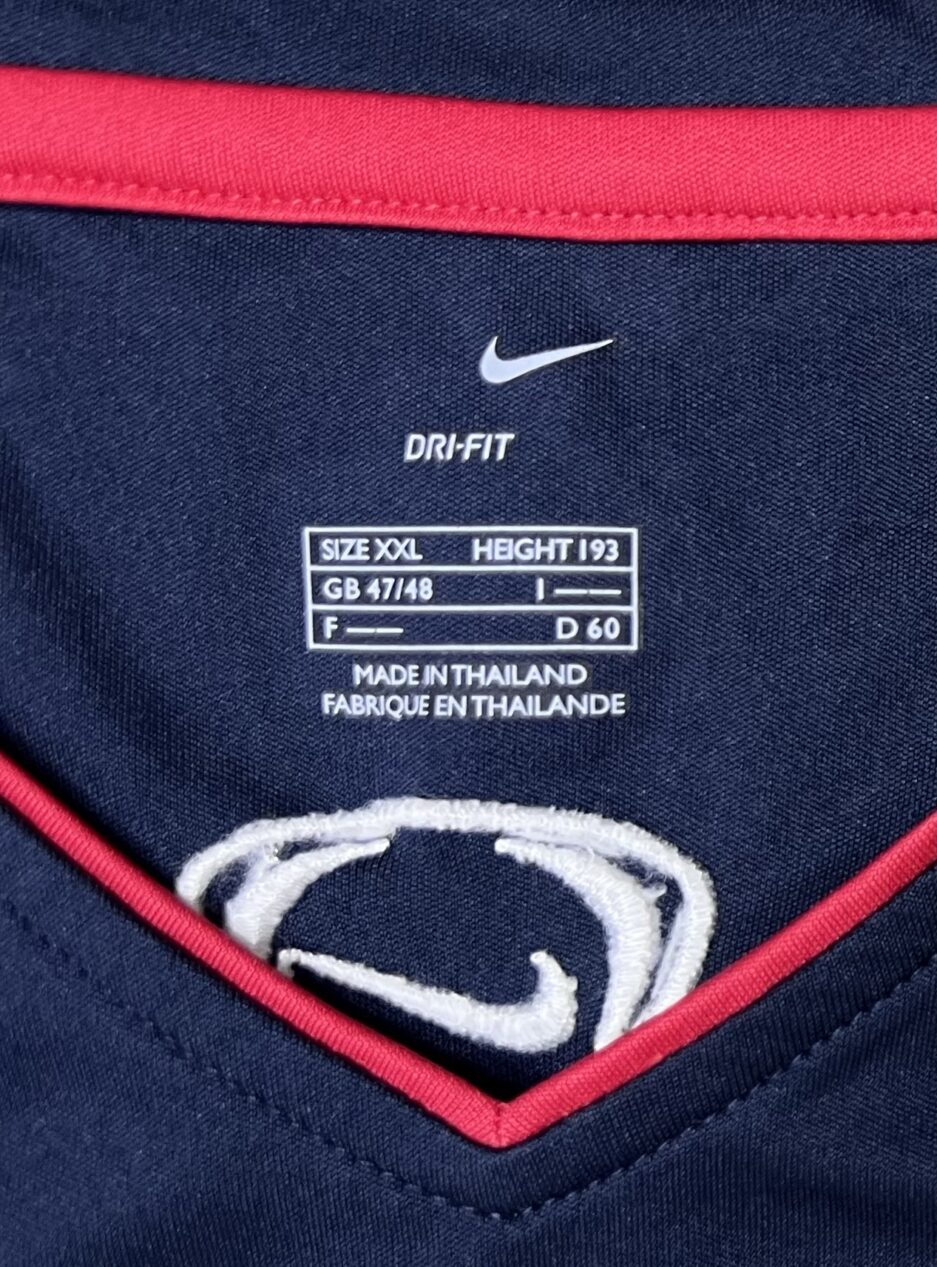 DRI-FIT
SIZE XXL HEIGHT 193
GB 47/48 I ——
F —— D 60
MADE IN THAILAND
FABRIQUE EN THAILANDE